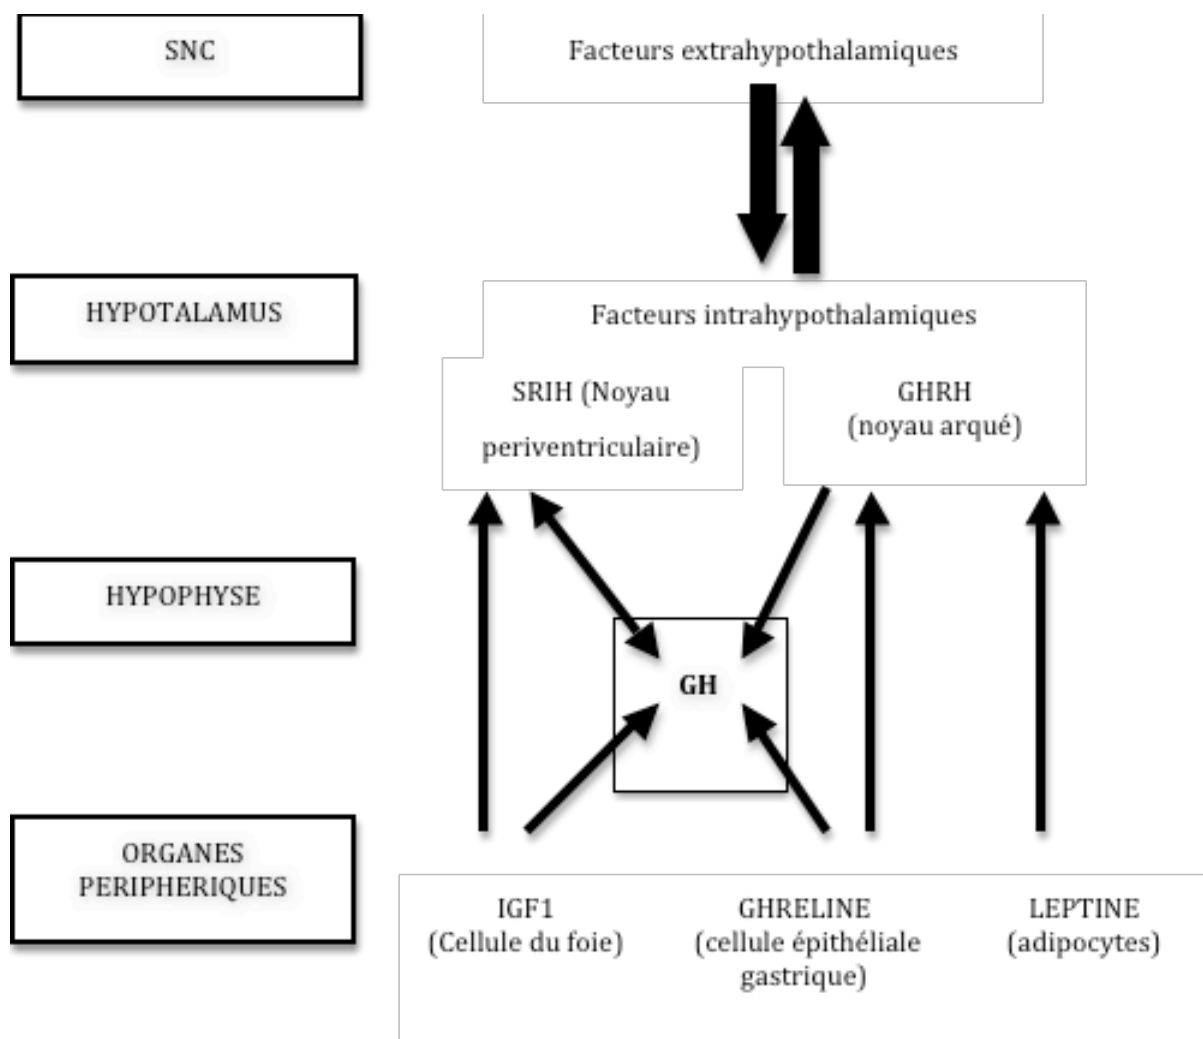 SNC
Facteurs extrahypothalamiques
HYPOTALAMUS
Facteurs intrahypothalamiques
SRIH (Noyau
periventriculaire)
GHRH
(noyau arqué)
HYPOPHYSE
GH
ORGANES
PERIPHERIQUES
IGF1
(Cellule du foie)
GHRELINE
(cellule épithéliale
gastrique)
LEPTINE
(adipocytes)